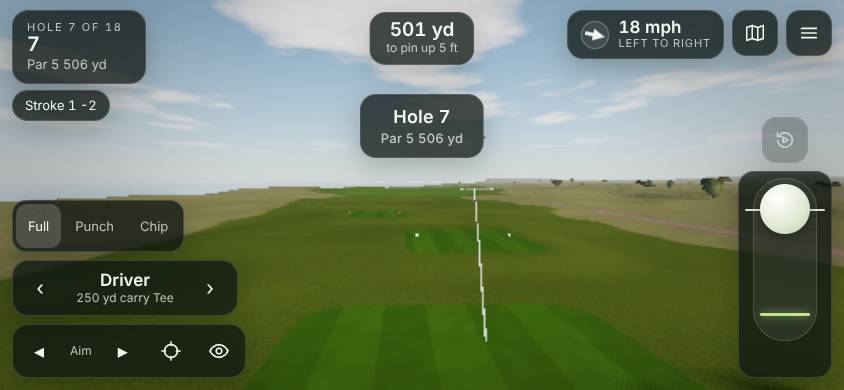 HOLE 7 OF 18
7
Par 5 506 yd
Stroke 1 -2
501 yd
to pin up 5 ft
18 mph
LEFT TO RIGHT
Hole 7
Par 5 506 yd
Full Punch Chip
Driver
250 yd carry Tee
Aim